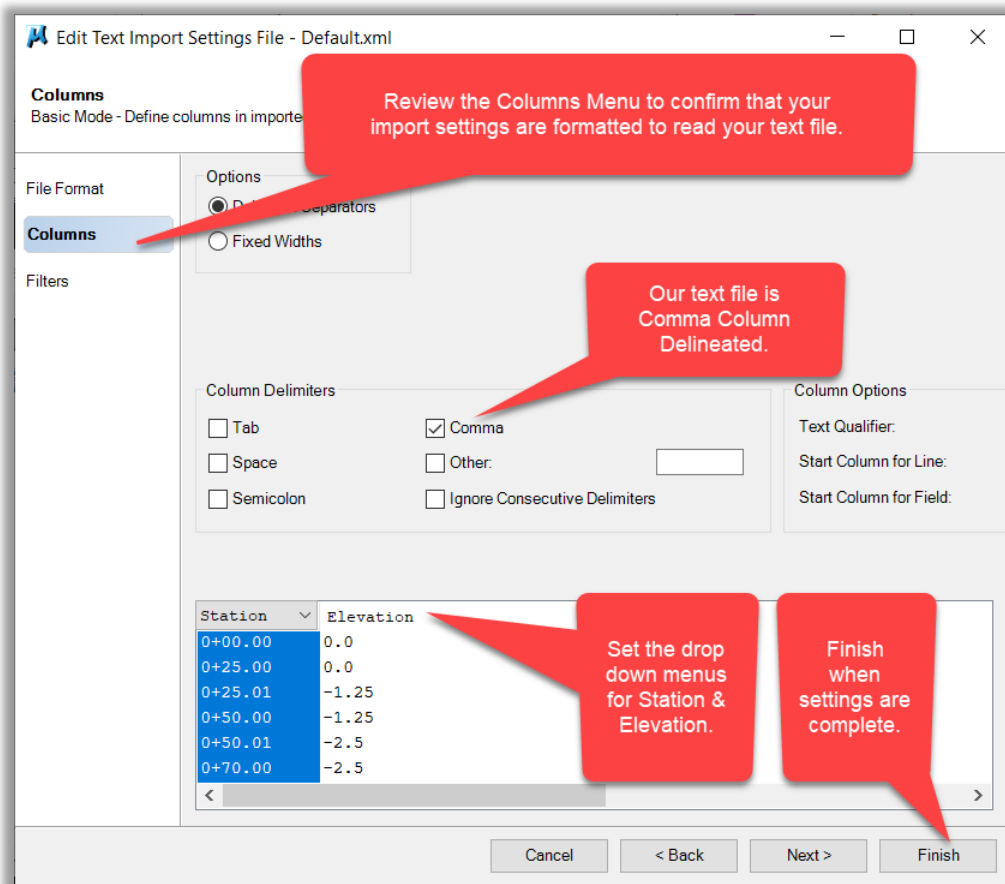 Edit Text Import Settings File - Default.xml
Columns
Basic Mode - Define columns in importe
Review the Columns Menu to confirm that your
import settings are formatted to read your text file.
File Format
Columns
Filters
Options
Separators
Fixed Widths
Our text file is
Comma Column
Delineated.
Column Delimiters
Tab
Comma
Space
Other:
Semicolon
Ignore Consecutive Delimiters
Column Options
Text Qualifier:
Start Column for Line:
Start Column for Field:
Station Elevation
0+00.00 0.0
0+25.00 0.0
0+25.01 -1.25
0+50.00 -1.25
0+50.01 -2.5
0+70.00 -2.5
Set the drop
down menus
for Station &
Elevation.
Finish
when
settings are
complete.
Cancel
< Back
Next >
Finish